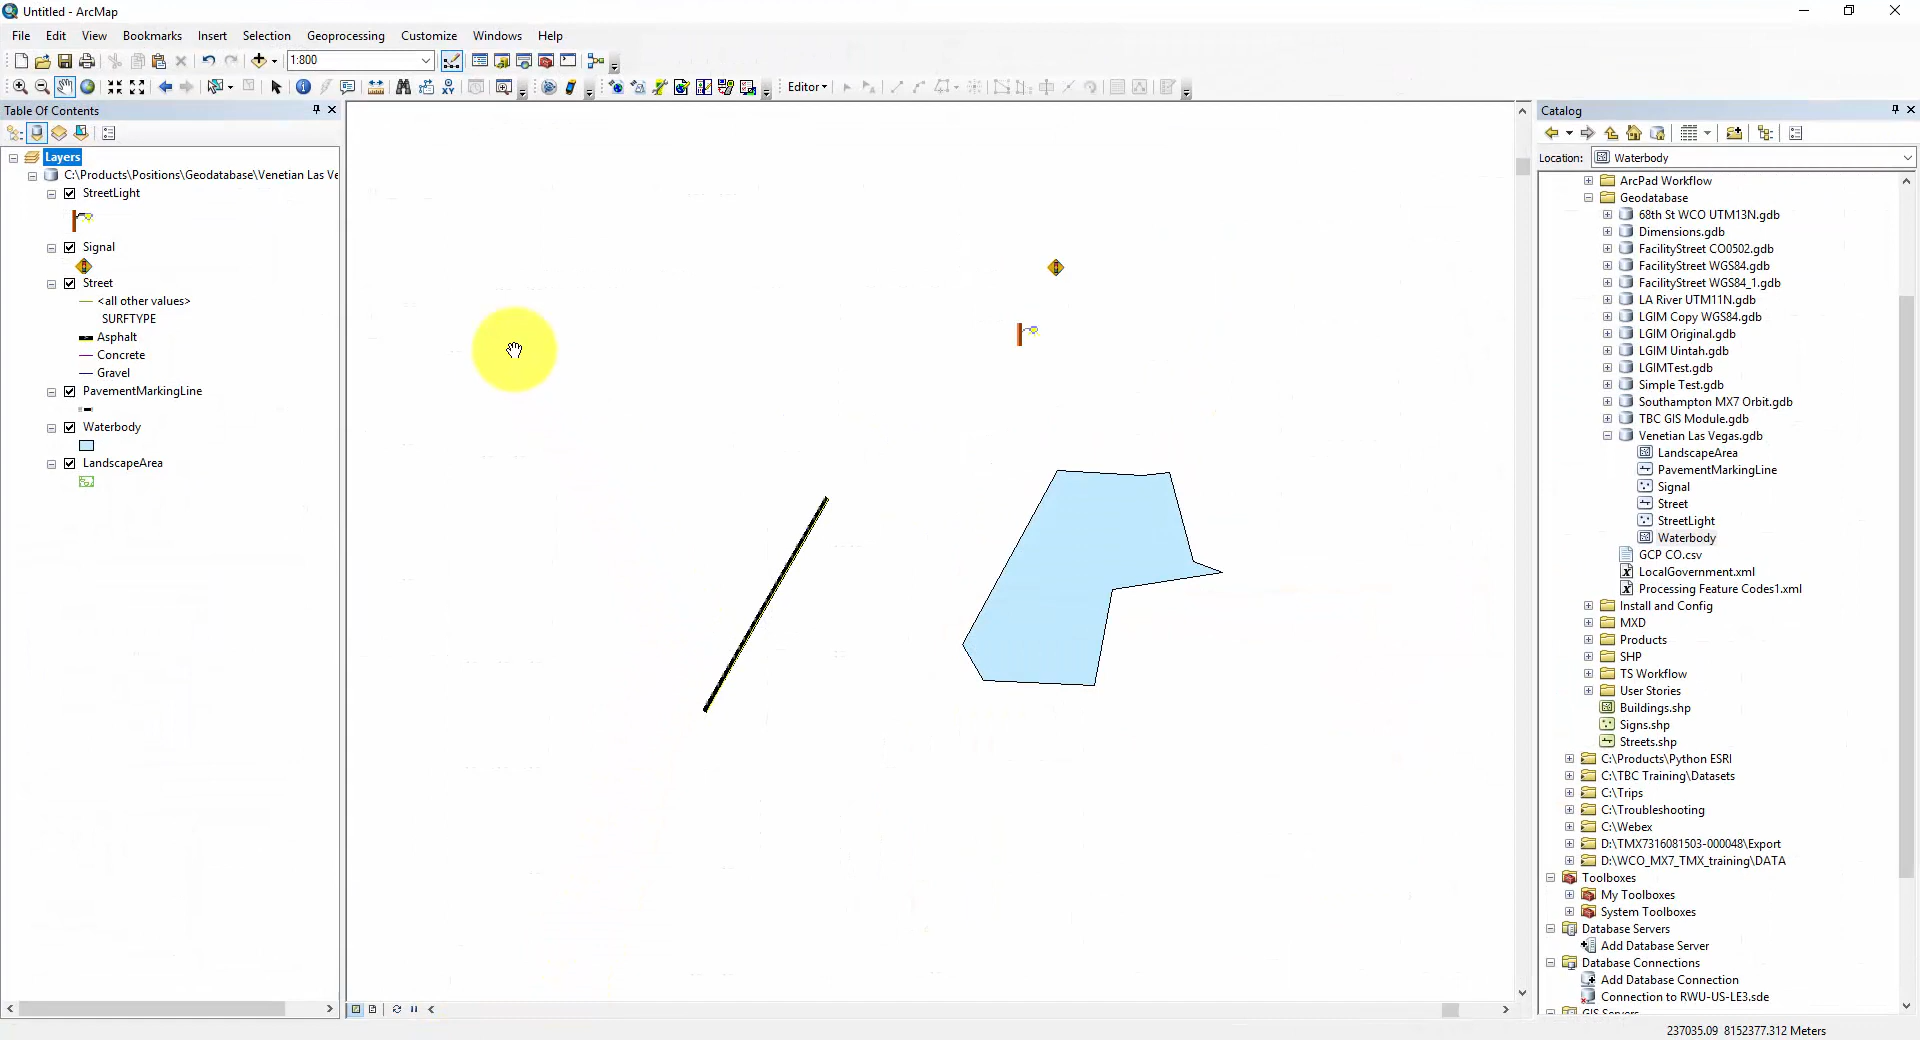 Untitled - ArcMap
File Edit View Bookmarks Insert Selection Geoprocessing Customize Windows Help
1:800
Editor
Table Of Contents
Layers
C:\Products\Positions\Geodatabase\Venetian Las Ve
StreetLight
Signal
Street
<all other values>
SURFTYPE
Asphalt
Concrete
Gravel
PavementMarkingLine
Waterbody
LandscapeArea
Catalog
Location: Waterbody
ArcPad Workflow
Geodatabase
68th St WCO UTM13N.gdb
Dimensions.gdb
FacilityStreet CO0502.gdb
FacilityStreet WGS84.gdb
FacilityStreet WGS84_1.gdb
LA River UTM11N.gdb
LGIM Copy WGS84.gdb
LGIM Original.gdb
LGIM Uintah.gdb
LGIMTest.gdb
Simple Test.gdb
Southampton MX7 Orbit.gdb
TBC GIS Module.gdb
Venetian Las Vegas.gdb
LandscapeArea
PavementMarkingLine
Signal
Street
StreetLight
Waterbody
GCP CO.csv
LocalGovernment.xml
Processing Feature Codes1.xml
Install and Config
MXD
Products
SHP
TS Workflow
User Stories
Buildings.shp
Signs.shp
Streets.shp
C:\Products\Python ESRI
C:\TBC Training\Datasets
C:\Trips
C:\Troubleshooting
C:\Webex
D:\TMX7316081503-000048\Export
D:\WCO_MX7_TMX_training\DATA
Toolboxes
My Toolboxes
System Toolboxes
Database Servers
Add Database Server
Database Connections
Add Database Connection
Connection to RWU-US-LE3.sde
GIS Servers
237035.09 8152377.312 Meters